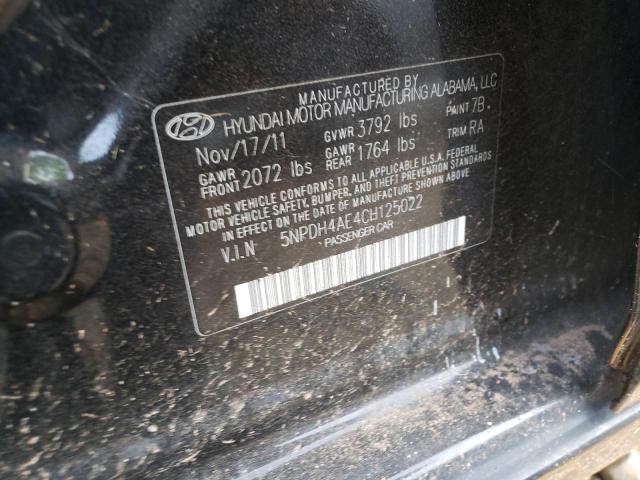 MANUFACTURED BY
HYUNDAI MOTOR MANUFACTURING ALABAMA, LLC
Nov/17/11 GVWR 3792 lbs PAINT 7B
GAWR FRONT 2072 lbs GAWR REAR 1764 lbs TRIM RA
THIS VEHICLE CONFORMS TO ALL APPLICABLE U.S.A. FEDERAL
MOTOR VEHICLE SAFETY, BUMPER, AND THEFT PREVENTION STANDARDS
IN EFFECT ON THE DATE OF MANUFACTURE SHOWN ABOVE.
V.I.N 5NPDH4AE4CH125022
PASSENGER CAR